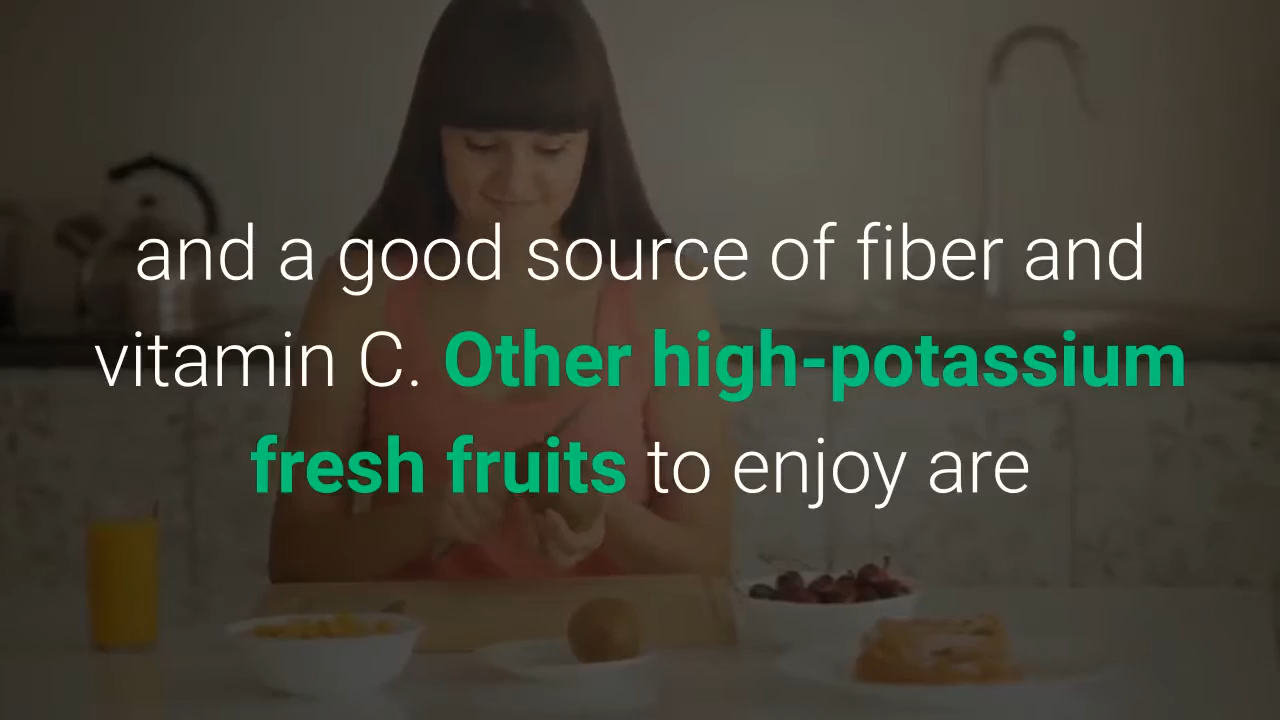 and a good source of fiber and
vitamin C. Other high-potassium
fresh fruits to enjoy are